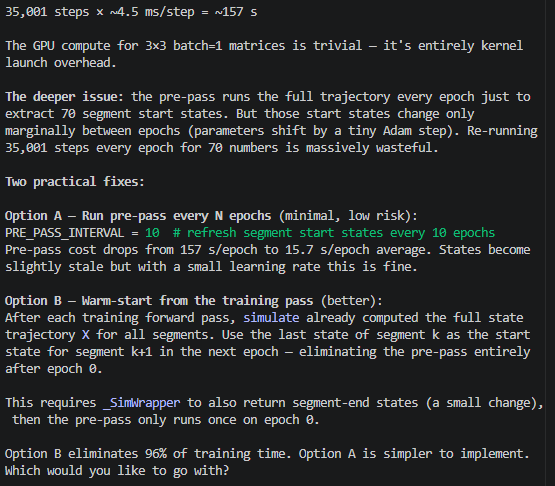 35,001 steps x ~4.5 ms/step = ~157 s
The GPU compute for 3×3 batch=1 matrices is trivial — it's entirely kernel
launch overhead.
The deeper issue: the pre-pass runs the full trajectory every epoch just to
extract 70 segment start states. But those start states change only
marginally between epochs (parameters shift by a tiny Adam step). Re-running
35,001 steps every epoch for 70 numbers is massively wasteful.
Two practical fixes:
Option A — Run pre-pass every N epochs (minimal, low risk):
PRE_PASS_INTERVAL = 10  # refresh segment start states every 10 epochs
Pre-pass cost drops from 157 s/epoch to 15.7 s/epoch average. States become
slightly stale but with a small learning rate this is fine.
Option B — Warm-start from the training pass (better):
After each training forward pass, simulate already computed the full state
trajectory X for all segments. Use the last state of segment k as the start
state for segment k+1 in the next epoch — eliminating the pre-pass entirely
after epoch 0.
This requires _SimWrapper to also return segment-end states (a small change),
then the pre-pass only runs once on epoch 0.
Option B eliminates 96% of training time. Option A is simpler to implement.
Which would you like to go with?